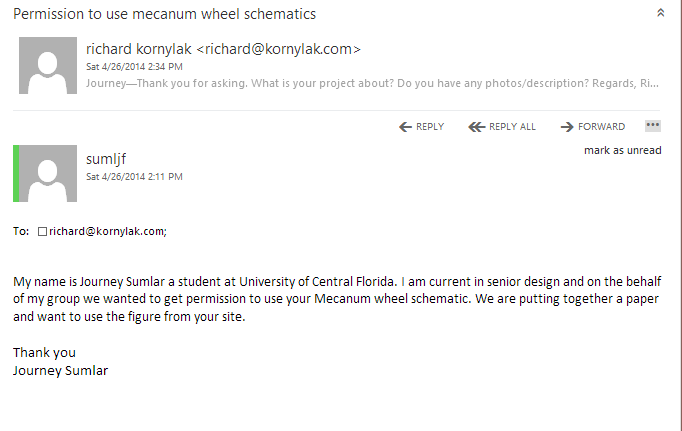 Permission to use mecanum wheel schematics
richard kornylak <richard@kornylak.com>
Sat 4/26/2014 2:34 PM
Journey—Thank you for asking. What is your project about? Do you have any photos/description? Regards, Ri...
REPLY REPLY ALL FORWARD
mark as unread
sumljf
Sat 4/26/2014 2:11 PM
To: richard@kornylak.com;
My name is Journey Sumlar a student at University of Central Florida. I am current in senior design and on the behalf
of my group we wanted to get permission to use your Mecanum wheel schematic. We are putting together a paper
and want to use the figure from your site.
Thank you
Journey Sumlar